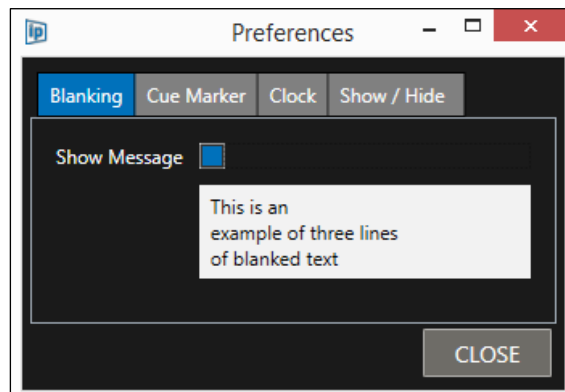 ip Preferences
Blanking Cue Marker Clock Show / Hide
Show Message
This is an
example of three lines
of blanked text
CLOSE